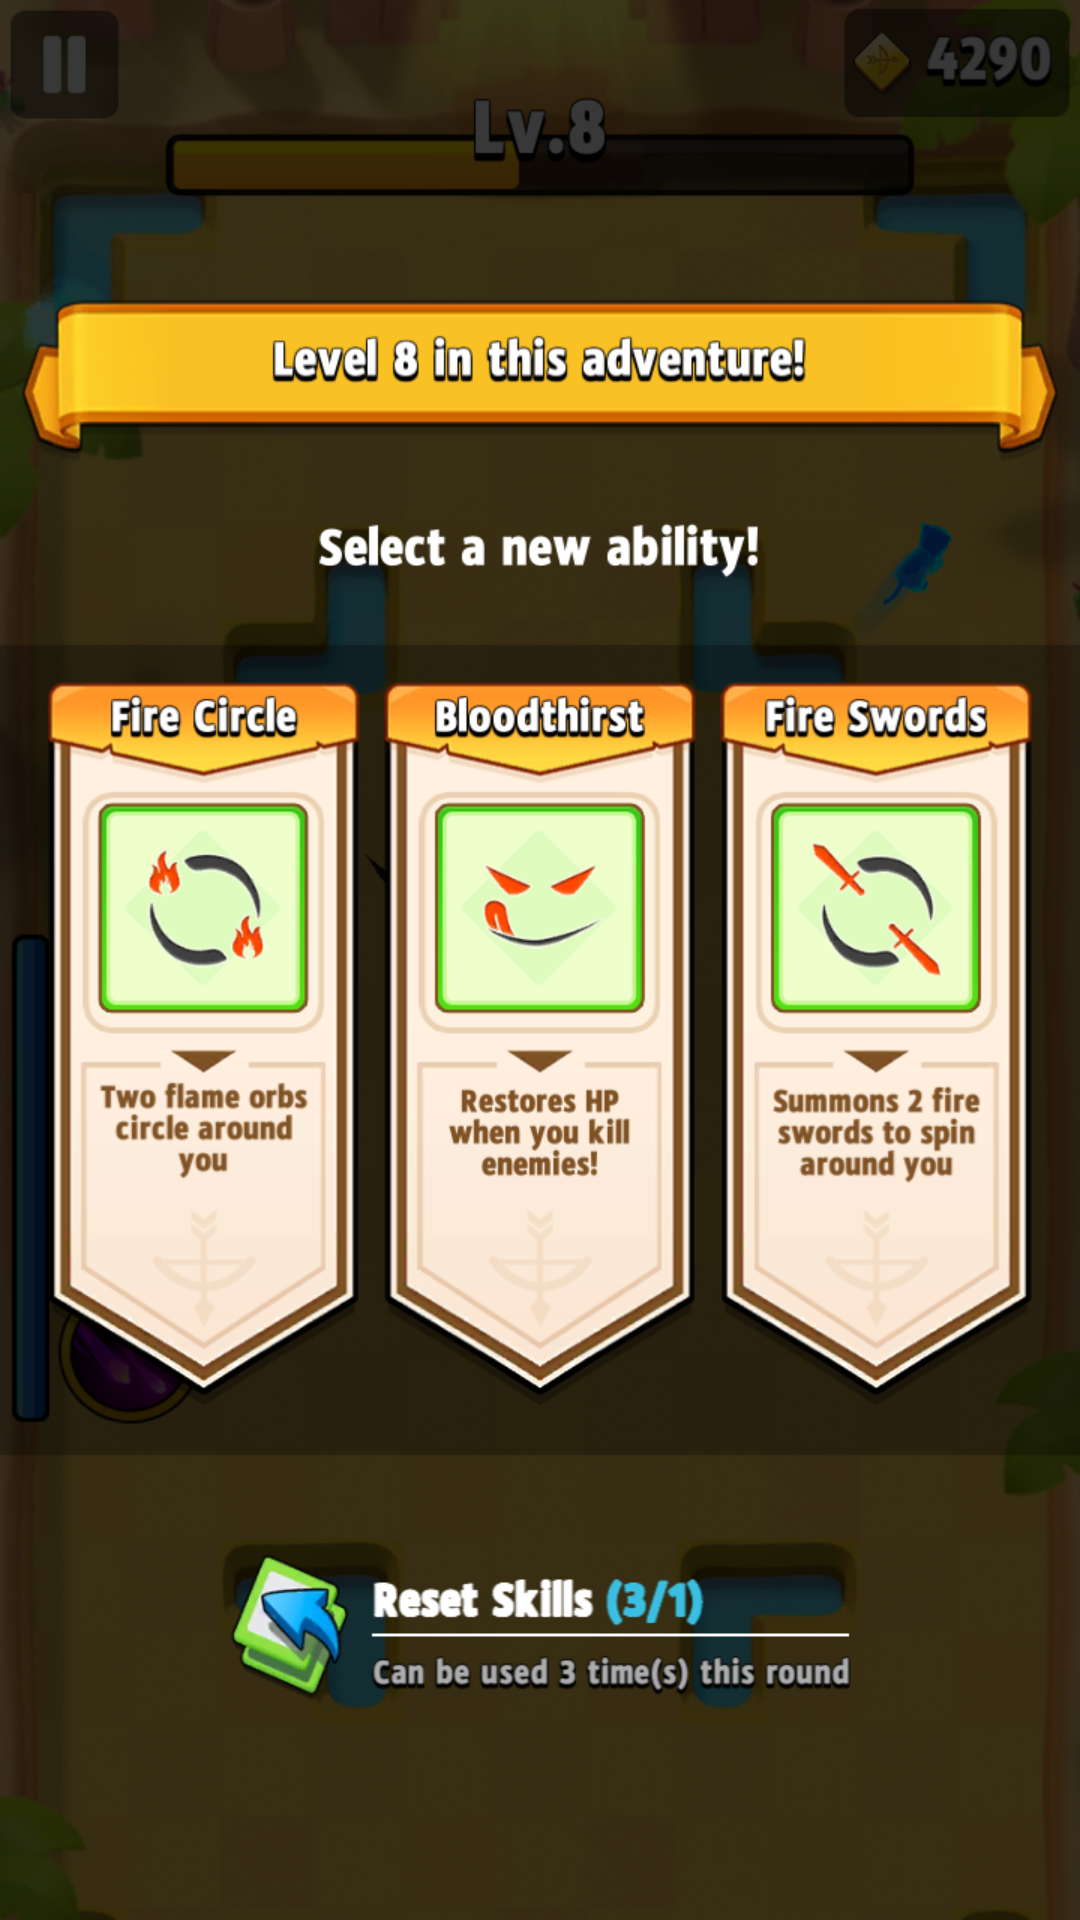 4290
Lv.8
Level 8 in this adventure!
Select a new ability!
Fire Circle
Two flame orbs
circle around
you
Bloodthirst
Restores HP
when you kill
enemies!
Fire Swords
Summons 2 fire
swords to spin
around you
Reset Skills (3/1)
Can be used 3 time(s) this round